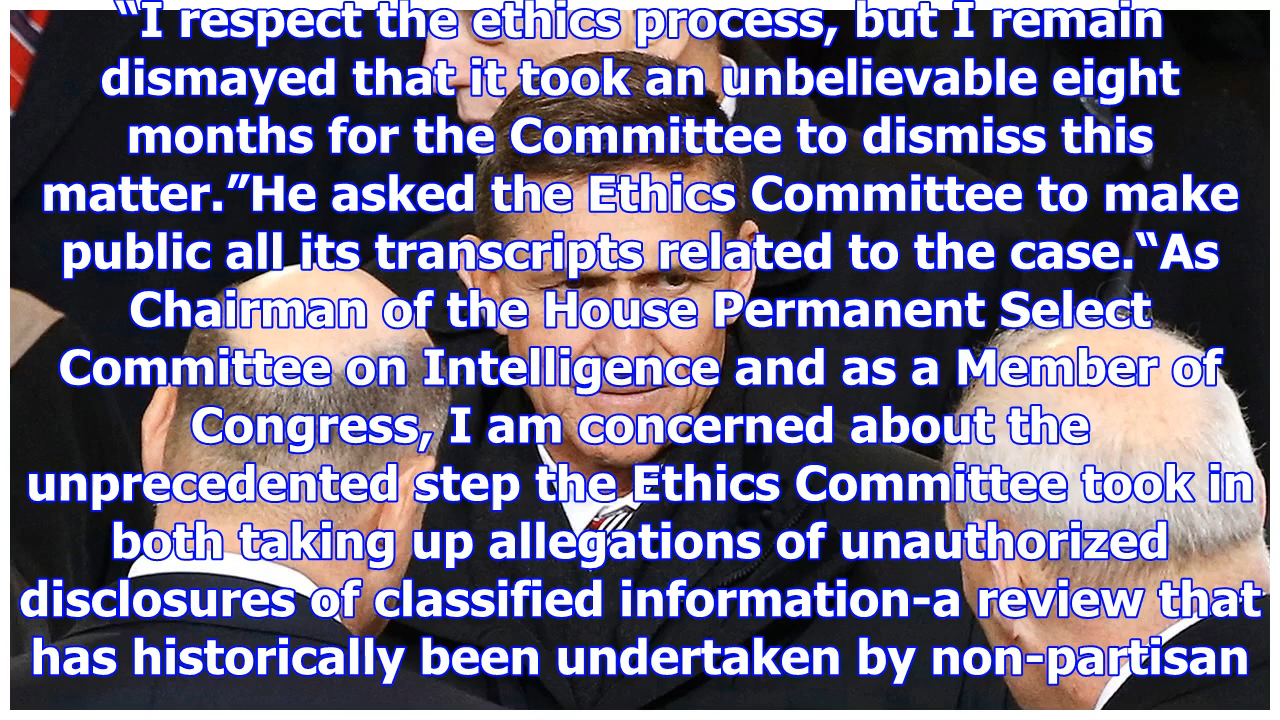 “I respect the ethics process, but I remain
dismayed that it took an unbelievable eight
months for the Committee to dismiss this
matter.”He asked the Ethics Committee to make
public all its transcripts related to the case.“As
Chairman of the House Permanent Select
Committee on Intelligence and as a Member of
Congress, I am concerned about the
unprecedented step the Ethics Committee took in
both taking up allegations of unauthorized
disclosures of classified information-a review that
has historically been undertaken by non-partisan